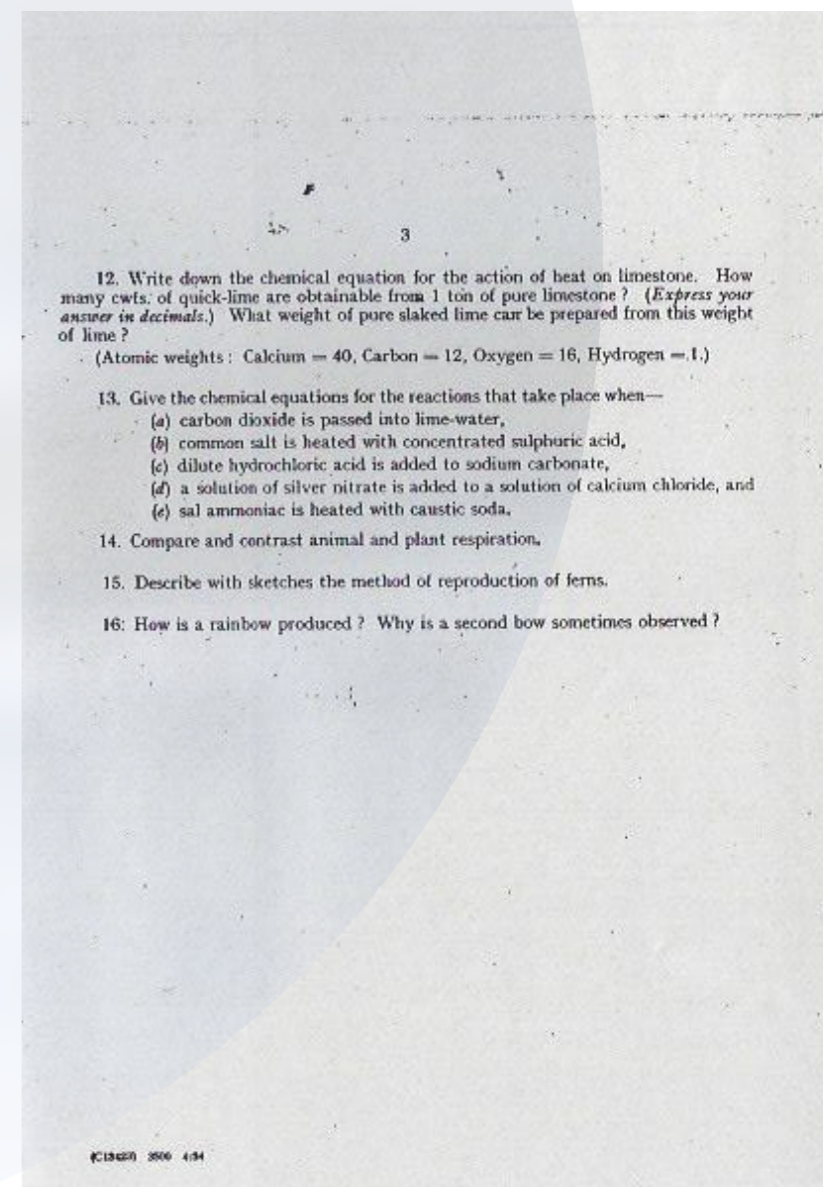 3
12. Write down the chemical equation for the action of heat on limestone. How
many cwts. of quick-lime are obtainable from 1 ton of pure limestone ? (Express your
answer in decimals.) What weight of pure slaked lime can be prepared from this weight
of lime ?
(Atomic weights : Calcium = 40, Carbon = 12, Oxygen = 16, Hydrogen = 1.)
13. Give the chemical equations for the reactions that take place when—
(a) carbon dioxide is passed into lime-water,
(b) common salt is heated with concentrated sulphuric acid,
(c) dilute hydrochloric acid is added to sodium carbonate,
(d) a solution of silver nitrate is added to a solution of calcium chloride, and
(e) sal ammoniac is heated with caustic soda.
14. Compare and contrast animal and plant respiration.
15. Describe with sketches the method of reproduction of ferns.
16. How is a rainbow produced ? Why is a second bow sometimes observed ?
3500 4/34